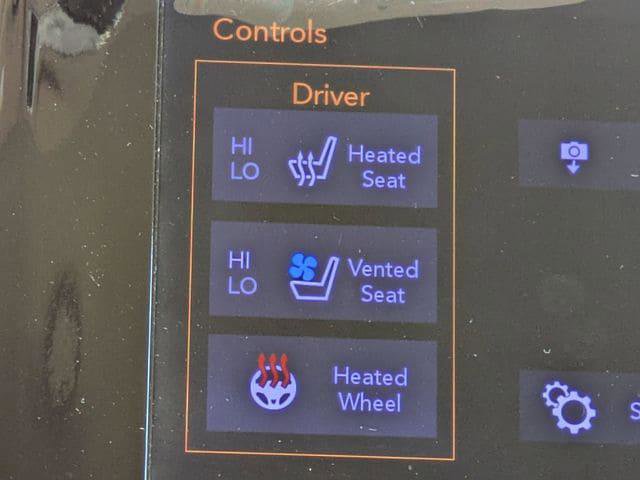 Controls
Driver
HI
LO
Heated
Seat
HI
LO
Vented
Seat
Heated
Wheel
S